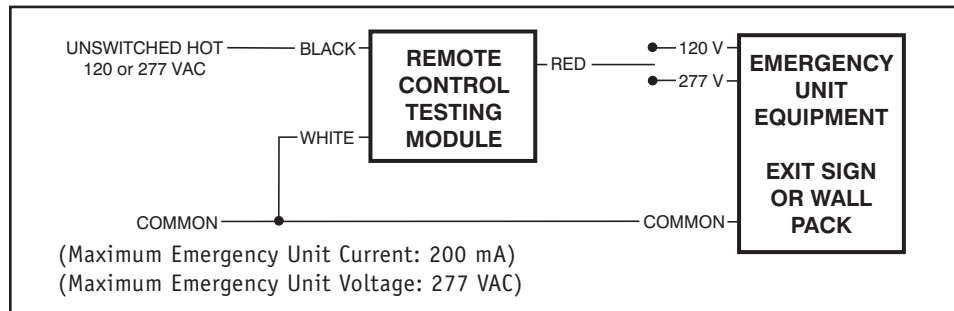 UNSWITCHED HOT
120 or 277 VAC
BLACK
REMOTE
CONTROL
TESTING
MODULE
WHITE
RED
120 V
277 V
EMERGENCY
UNIT
EQUIPMENT
EXIT SIGN
OR WALL
PACK
COMMON
COMMON
(Maximum Emergency Unit Current: 200 mA)
(Maximum Emergency Unit Voltage: 277 VAC)